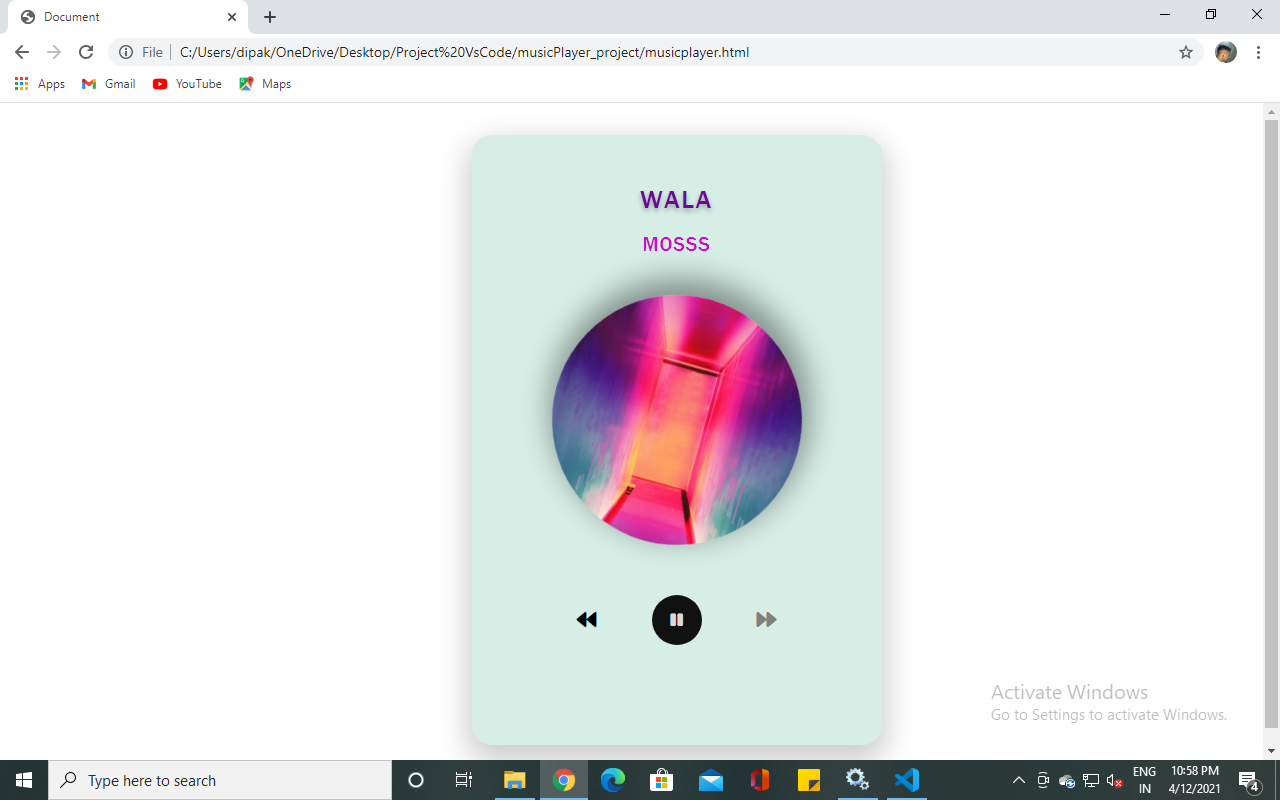 Document
File
C:/Users/dipak/OneDrive/Desktop/Project%20VsCode/musicPlayer_project/musicplayer.html
Apps
Gmail
YouTube
Maps
WALA
MOSSS
Activate Windows
Go to Settings to activate Windows.
Type here to search
ENG
IN
10:58 PM
4/12/2021
4